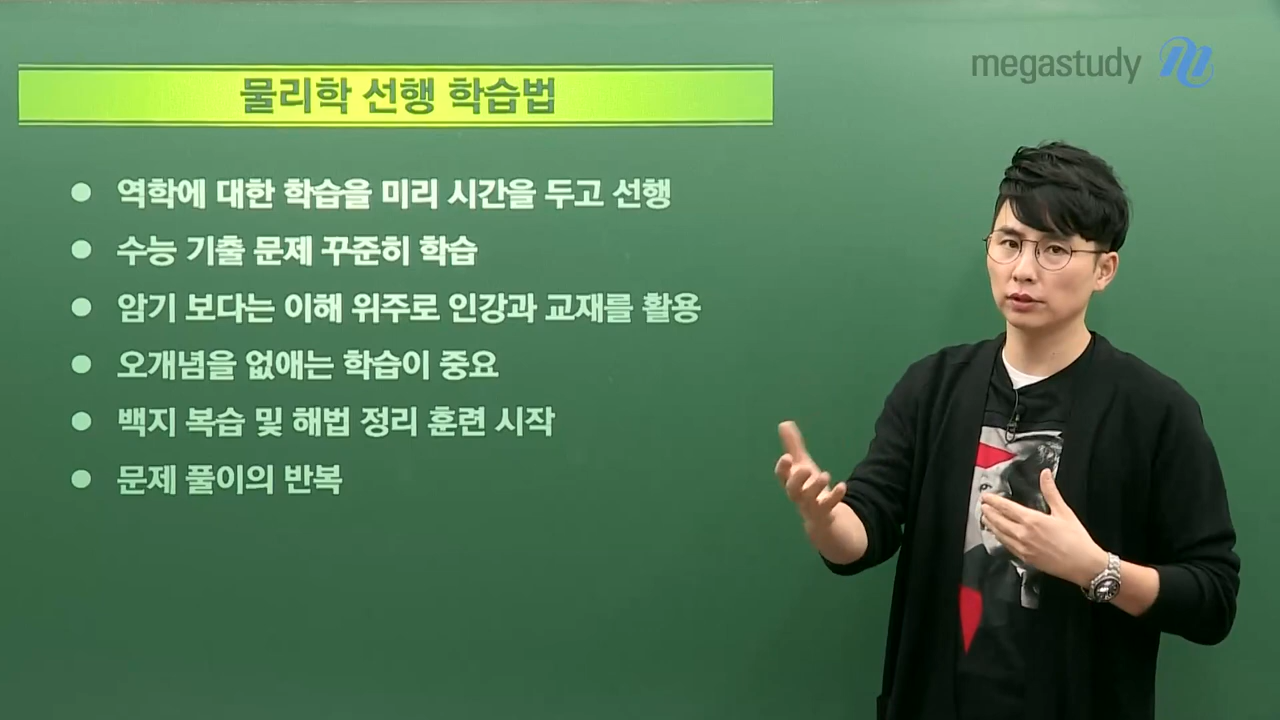 megastudy
물리학 선행 학습법
● 역학에 대한 학습을 미리 시간을 두고 선행
● 수능 기출 문제 꾸준히 학습
● 암기 보다는 이해 위주로 인강과 교재를 활용
● 오개념을 없애는 학습이 중요
● 백지 복습 및 해법 정리 훈련 시작
● 문제 풀이의 반복